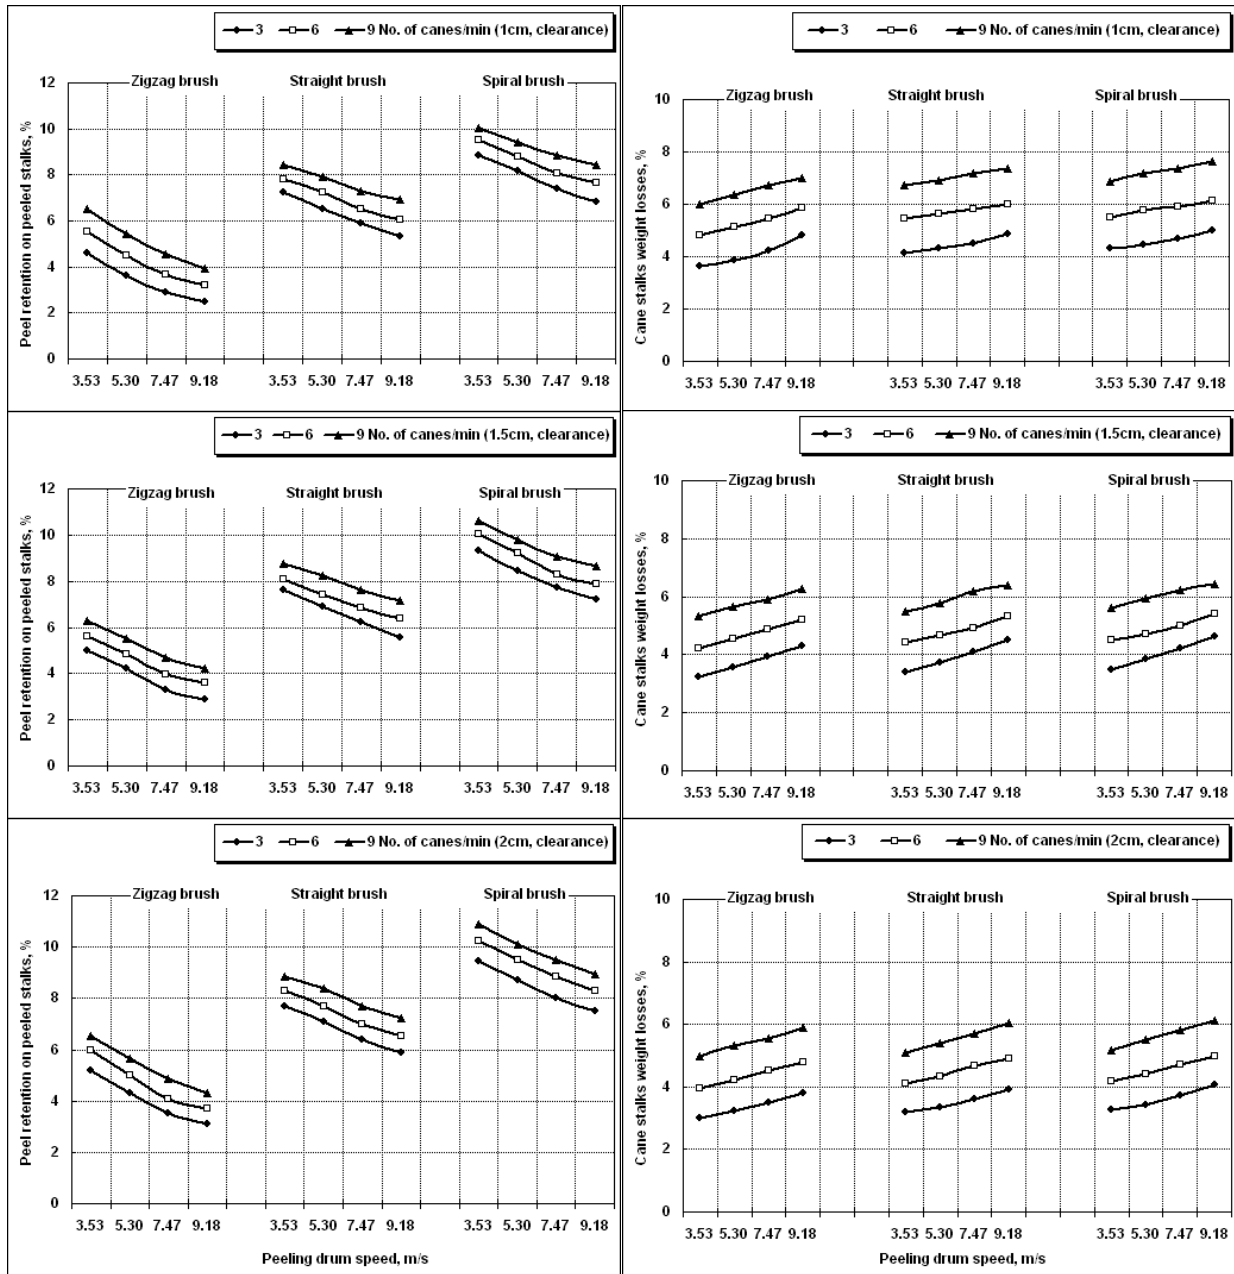 3 6 9 No. of canes/min (1cm, clearance)
Zigzag brush Straight brush Spiral brush
Peel retention on peeled stalks, %
12
10
8
6
4
2
0
3.53 5.30 7.47 9.18 3.53 5.30 7.47 9.18 3.53 5.30 7.47 9.18
3 6 9 No. of canes/min (1cm, clearance)
Zigzag brush Straight brush Spiral brush
Cane stalks weight losses, %
10
8
6
4
2
0
3.53 5.30 7.47 9.18 3.53 5.30 7.47 9.18 3.53 5.30 7.47 9.18
3 6 9 No. of canes/min (1.5cm, clearance)
Zigzag brush Straight brush Spiral brush
Peel retention on peeled stalks, %
12
10
8
6
4
2
0
3.53 5.30 7.47 9.18 3.53 5.30 7.47 9.18 3.53 5.30 7.47 9.18
3 6 9 No. of canes/min (1.5cm, clearance)
Zigzag brush Straight brush Spiral brush
Cane stalks weight losses, %
10
8
6
4
2
0
3.53 5.30 7.47 9.18 3.53 5.30 7.47 9.18 3.53 5.30 7.47 9.18
3 6 9 No. of canes/min (2cm, clearance)
Zigzag brush Straight brush Spiral brush
Peel retention on peeled stalks, %
12
10
8
6
4
2
0
3.53 5.30 7.47 9.18 3.53 5.30 7.47 9.18 3.53 5.30 7.47 9.18
Peeling drum speed, m/s
3 6 9 No. of canes/min (2cm, clearance)
Zigzag brush Straight brush Spiral brush
Cane stalks weight losses, %
10
8
6
4
2
0
3.53 5.30 7.47 9.18 3.53 5.30 7.47 9.18 3.53 5.30 7.47 9.18
Peeling drum speed, m/s